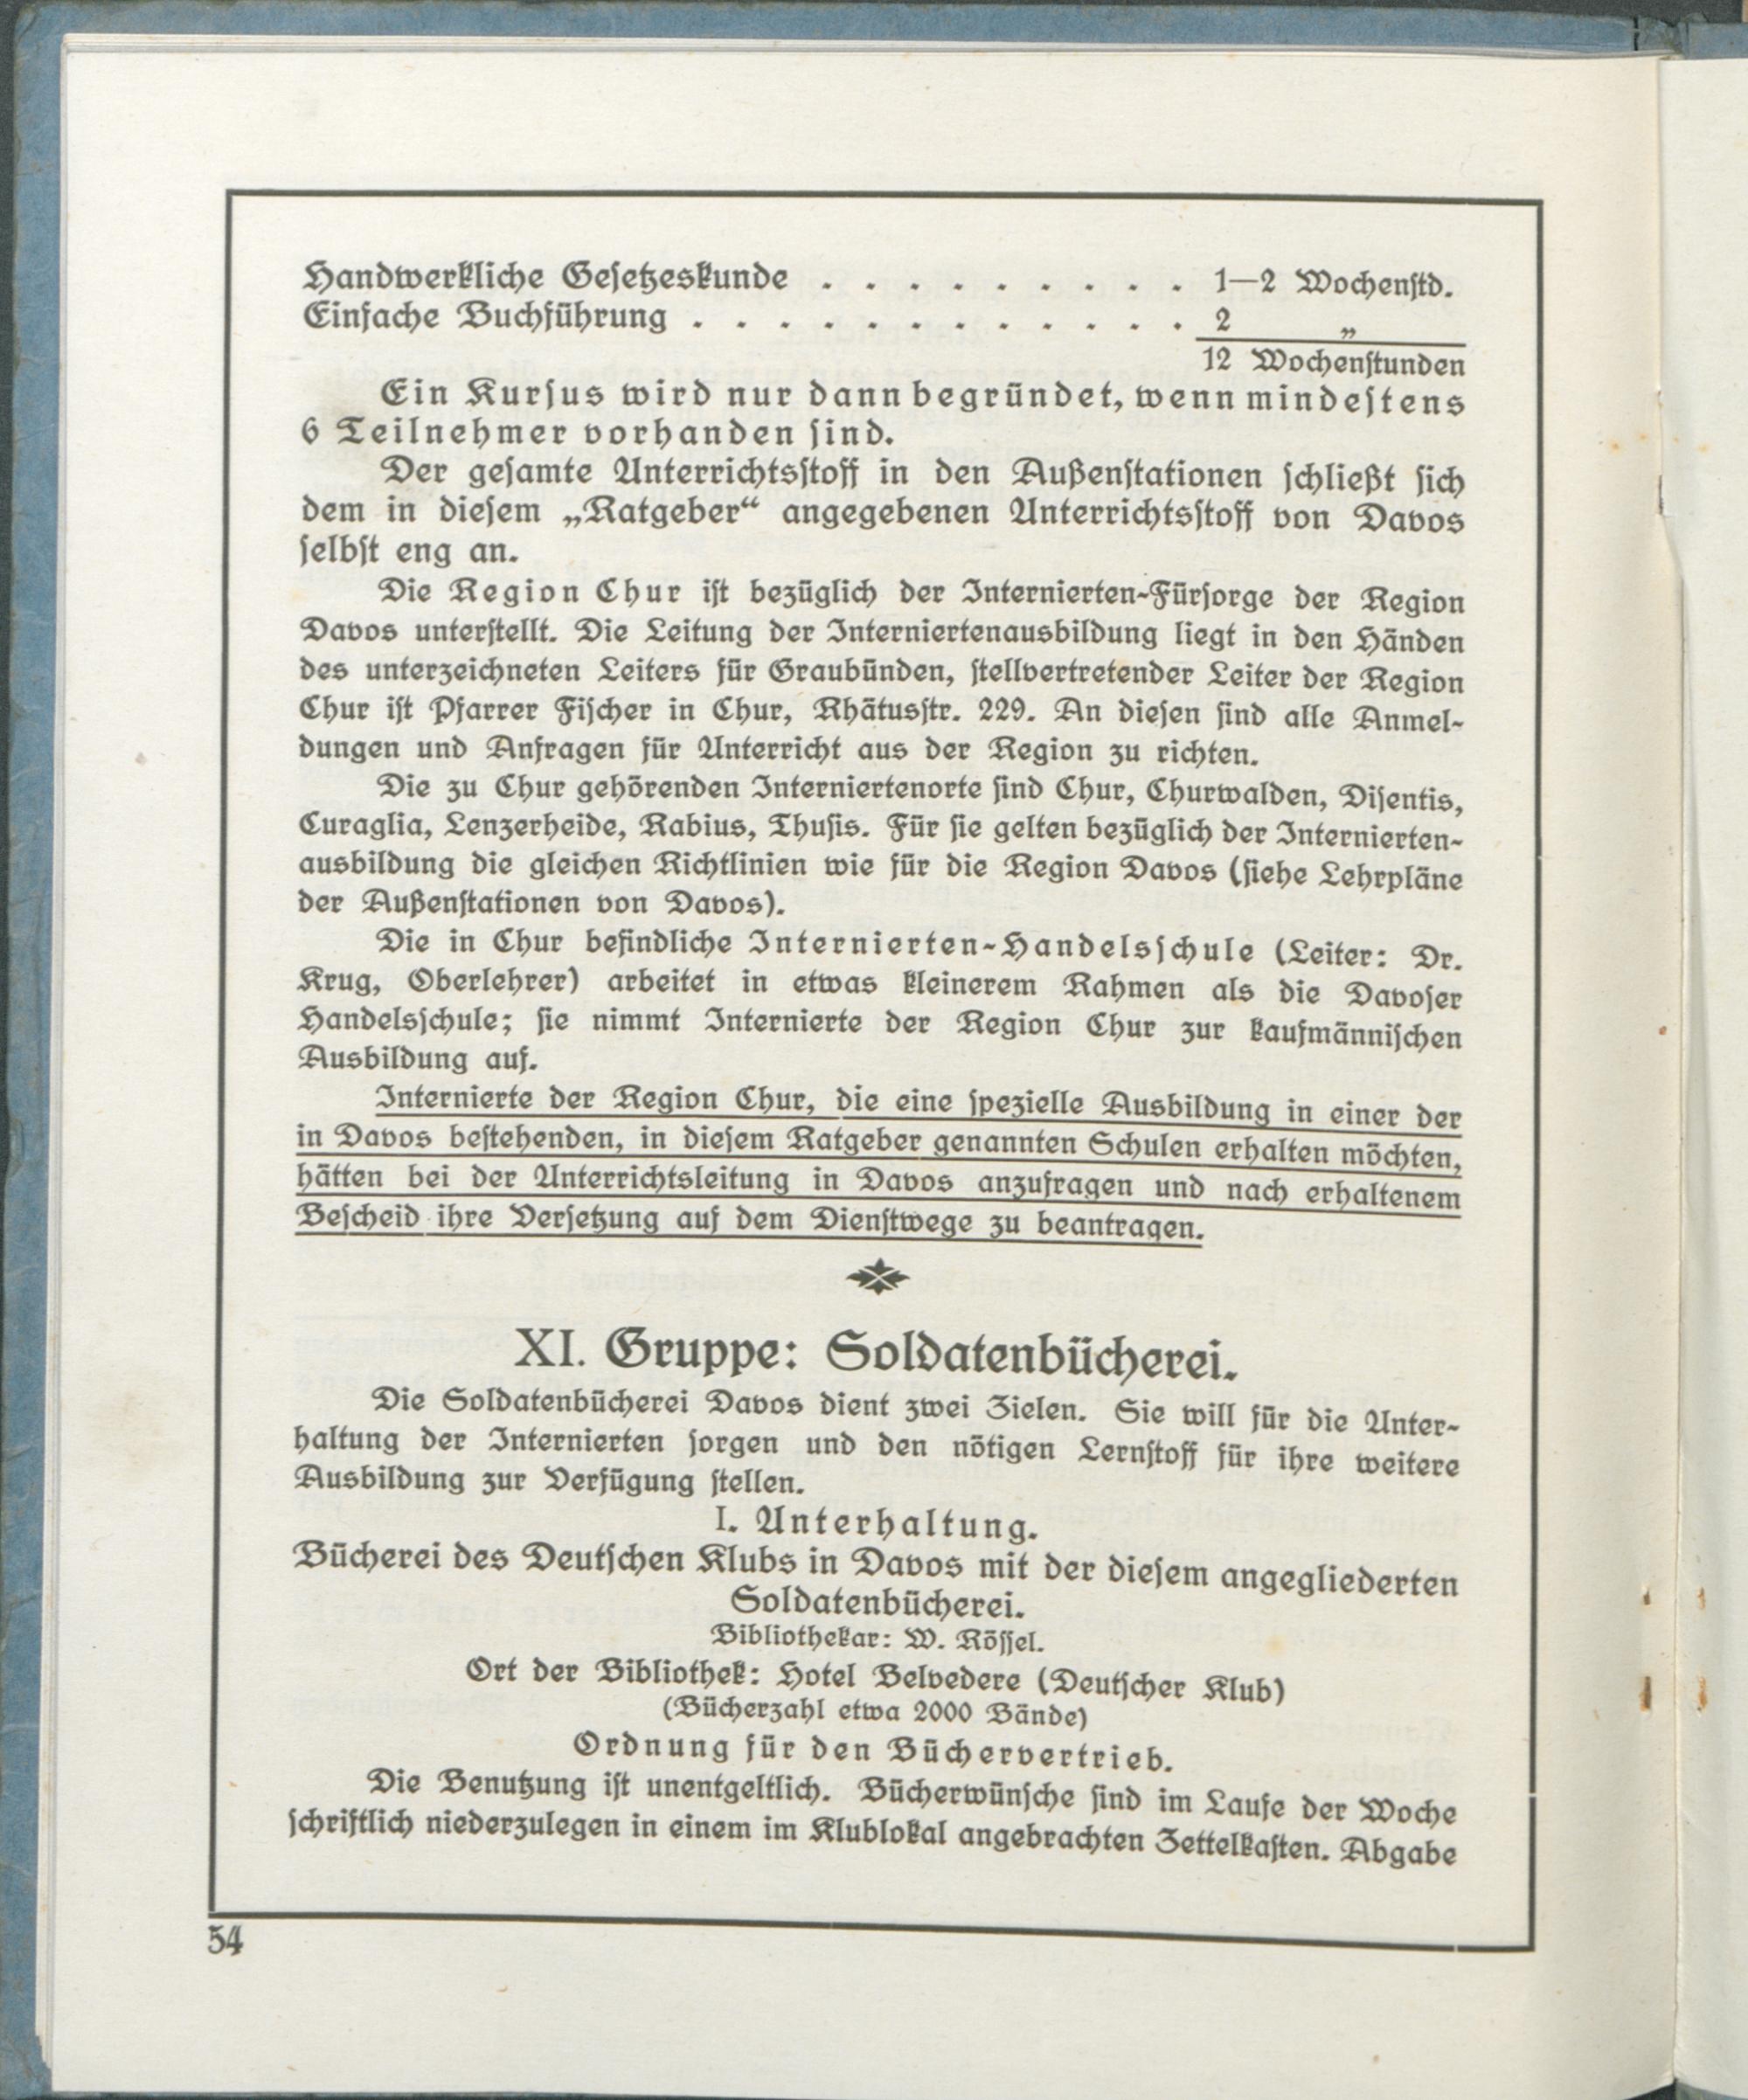 Handwerkliche Gesetzeskunde . . . . . . . . . 1—2 Wochenstd.
Einfache Buchführung . . . . . . . . . . . . 2 „
12 Wochenstunden
Ein Kursus wird nur dann begründet, wenn mindestens
6 Teilnehmer vorhanden sind.
Der gesamte Unterrichtsstoff in den Außenstationen schließt sich
dem in diesem „Ratgeber“ angegebenen Unterrichtsstoff von Davos
selbst eng an.
Die Region Chur ist bezüglich der Internierten-Fürsorge der Region
Davos unterstellt. Die Leitung der Interniertenausbildung liegt in den Händen
des unterzeichneten Leiters für Graubünden, stellvertretender Leiter der Region
Chur ist Pfarrer Fischer in Chur, Rhätusstr. 229. An diesen sind alle Anmel-
dungen und Anfragen für Unterricht aus der Region zu richten.
Die zu Chur gehörenden Interniertenorte sind Chur, Churwalden, Disentis,
Curaglia, Lenzerheide, Rabius, Thusis. Für sie gelten bezüglich der Internierten-
ausbildung die gleichen Richtlinien wie für die Region Davos (siehe Lehrpläne
der Außenstationen von Davos).
Die in Chur befindliche Internierten-Handelsschule (Leiter: Dr.
Krug, Oberlehrer) arbeitet in etwas kleinerem Rahmen als die Davoser
Handelsschule; sie nimmt Internierte der Region Chur zur kaufmännischen
Ausbildung auf.
Internierte der Region Chur, die eine spezielle Ausbildung in einer der
in Davos bestehenden, in diesem Ratgeber genannten Schulen erhalten möchten,
hätten bei der Unterrichtsleitung in Davos anzufragen und nach erhaltenem
Bescheid ihre Versetzung auf dem Dienstwege zu beantragen.
XI. Gruppe: Soldatenbücherei.
Die Soldatenbücherei Davos dient zwei Zielen. Sie will für die Unter-
haltung der Internierten sorgen und den nötigen Lernstoff für ihre weitere
Ausbildung zur Verfügung stellen.
I. Unterhaltung.
Bücherei des Deutschen Klubs in Davos mit der diesem angegliederten
Soldatenbücherei.
Bibliothekar: W. Rössel.
Ort der Bibliothek: Hotel Belvedere (Deutscher Klub)
(Bücherzahl etwa 2000 Bände)
Ordnung für den Büchervertrieb.
Die Benutzung ist unentgeltlich. Bücherwünsche sind im Laufe der Woche
schriftlich niederzulegen in einem im Klublokal angebrachten Zettelkasten. Abgabe
54